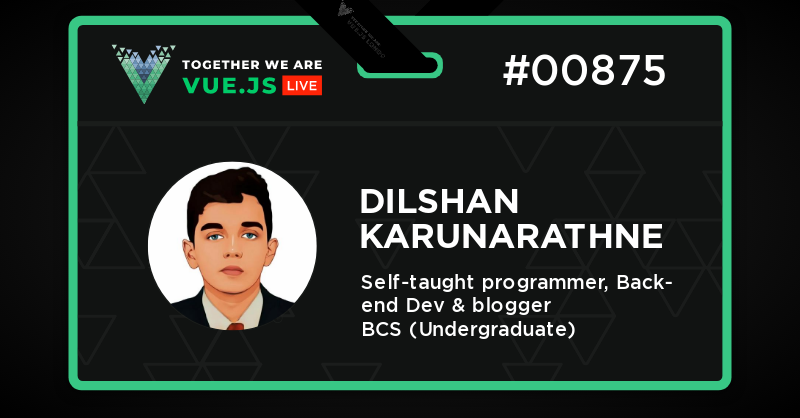 TOGETHER WE ARE
VUE.JS LIVE
#00875
DILSHAN
KARUNARATHNE
Self-taught programmer, Back-
end Dev & blogger
BCS (Undergraduate)